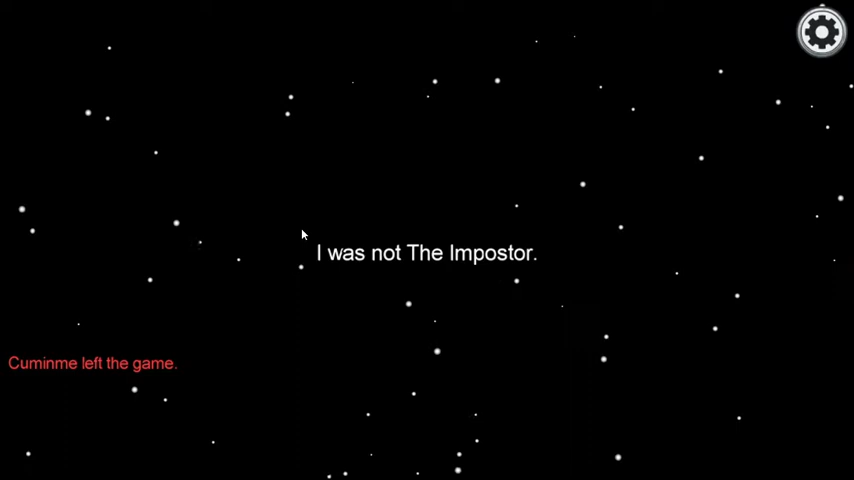 I was not The Impostor.
Cuminme left the game.